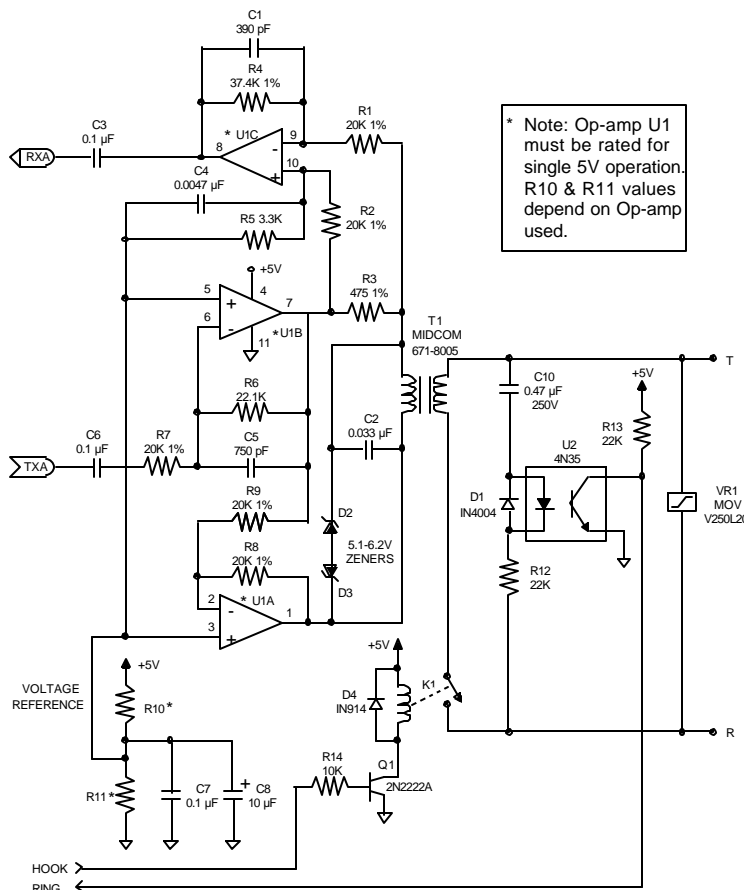 C1
390 pF
R4
37.4K 1%
C3
0.1 µF
* U1C
9
R1
20K 1%
RXA
8
-
10
+
C4
0.0047 µF
R2
20K 1%
R5 3.3K
* Note: Op-amp U1
must be rated for
single 5V operation.
R10 & R11 values
depend on Op-amp
used.
+5V
5
+
4
7
R3
475 1%
6
-
11
* U1B
T1
MIDCOM
671-8005
T
R6
22.1K
C10
0.47 µF
250V
+5V
R13
22K
C6
0.1 µF
R7
20K 1%
C5
750 pF
C2
0.033 µF
U2
4N35
TXA
D1
IN4004
VR1
MOV
V250L20
R9
20K 1%
D2
5.1-6.2V
ZENERS
R8
20K 1%
D3
R12
22K
2
-
* U1A
1
3
+
+5V
+5V
VOLTAGE
REFERENCE
R10*
D4
IN914
K1
R
R11*
C7
0.1 µF
+
C8
10 µF
R14
10K
Q1
2N2222A
HOOK
RING